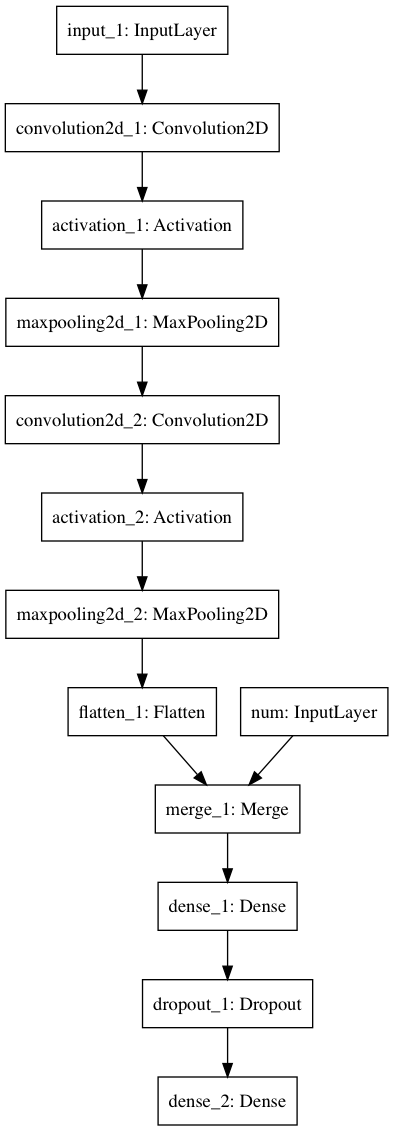 input_1: InputLayer
convolution2d_1: Convolution2D
activation_1: Activation
maxpooling2d_1: MaxPooling2D
convolution2d_2: Convolution2D
activation_2: Activation
maxpooling2d_2: MaxPooling2D
flatten_1: Flatten
num: InputLayer
merge_1: Merge
dense_1: Dense
dropout_1: Dropout
dense_2: Dense